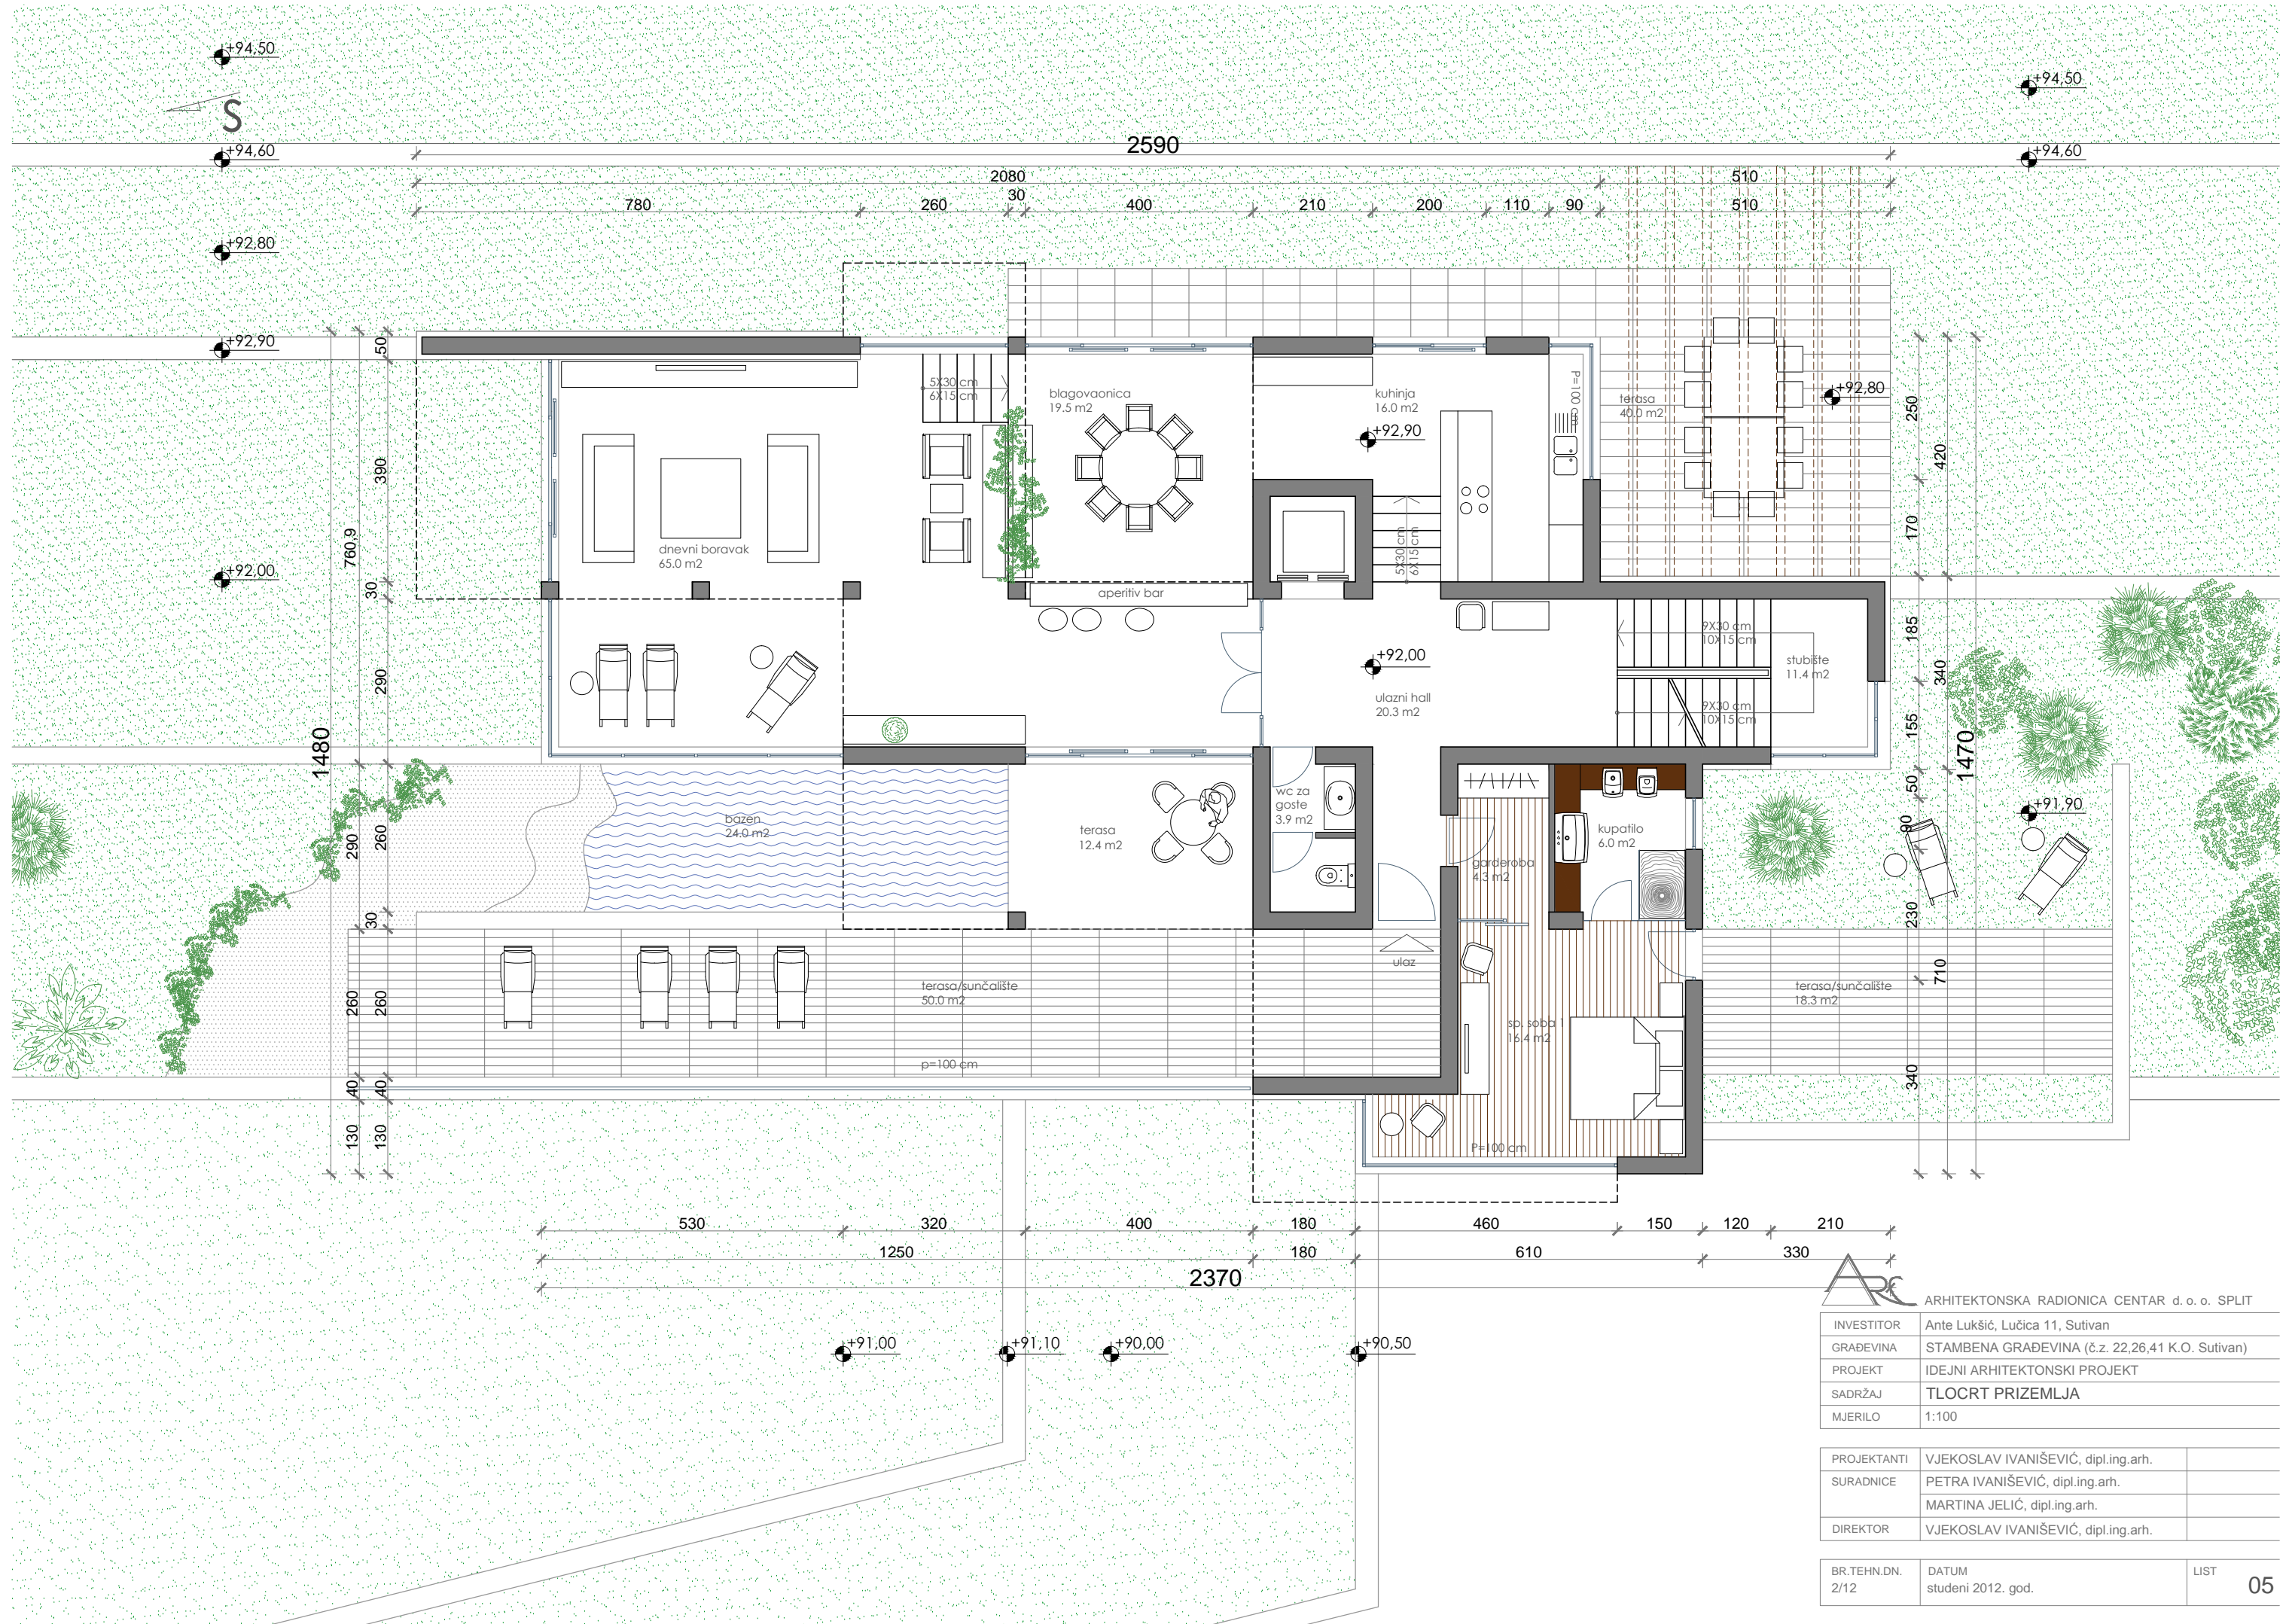 +94,50
+94,50
S
2590
+94,60
+94,60
2080
510
30
780
260
400
210
200
110
90
510
+92,80
+92,90
50
5X30 cm
6X15 cm
blagovaonica
19.5 m2
kuhinja
16.0 m2
P=100 cm
terasa
40.0 m2
+92,80
250
+92,90
390
420
760,9
dnevni boravak
65.0 m2
5X30 cm
6X15 cm
170
+92,00
30
aperitiv bar
9X30 cm
10X15 cm
185
+92,00
stubište
11.4 m2
340
290
ulazni hall
20.3 m2
9X30 cm
10X15 cm
155
1480
1470
50
wc za
goste
3.9 m2
+91,90
bazen
24.0 m2
terasa
12.4 m2
kupatilo
6.0 m2
90
290
260
garderoba
4.3 m2
30
230
ulaz
710
terasa/sunčalište
50.0 m2
terasa/sunčalište
18.3 m2
260
260
sp. soba 1
16.4 m2
p=100 cm
40
40
340
130
130
P=100 cm
530
320
400
180
460
150
120
210
1250
180
610
330
2370
ARC
ARHITEKTONSKA RADIONICA CENTAR d. o. o. SPLIT
INVESTITOR Ante Lukšić, Lučica 11, Sutivan
+91,00
+91,10
+90,00
+90,50
GRAĐEVINA STAMBENA GRAĐEVINA (č.z. 22,26,41 K.O. Sutivan)
PROJEKT IDEJNI ARHITEKTONSKI PROJEKT
SADRŽAJ TLOCRT PRIZEMLJA
MJERILO 1:100
PROJEKTANTI VJEKOSLAV IVANIŠEVIĆ, dipl.ing.arh.
SURADNICE PETRA IVANIŠEVIĆ, dipl.ing.arh.
MARTINA JELIĆ, dipl.ing.arh.
DIREKTOR VJEKOSLAV IVANIŠEVIĆ, dipl.ing.arh.
BR.TEHN.DN. DATUM LIST
2/12 studeni 2012. god. 05